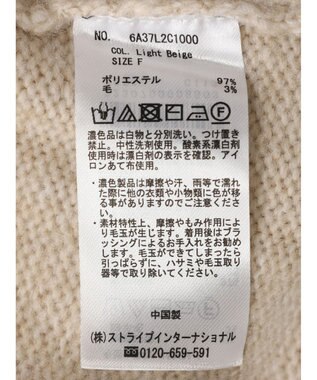 NO. 6A37L2C1000
COL. Light Beige
SIZE F
ポリエステル 97%
毛 3%
濃色品は白物と分別洗い。つけ置き
禁止。中性洗剤使用。酸素系漂白剤
使用時は漂白剤の表示を確認。アイ
ロンあて布使用。
・濃色製品は摩擦や汗、雨等で濡れ
た際に他の衣類や小物類に色が移
る事がありますのでご注意くださ
い。
・素材特性上、摩擦やもみ作用によ
り毛玉が生じます。着用後はブラ
ッシングによるお手入れをお勧め
します。毛玉ができてしまったら
引っぱらずに、ハサミや毛玉取り
器等で取り除いてください。
中国製
(株)ストライプインターナショナル
0120-659-591